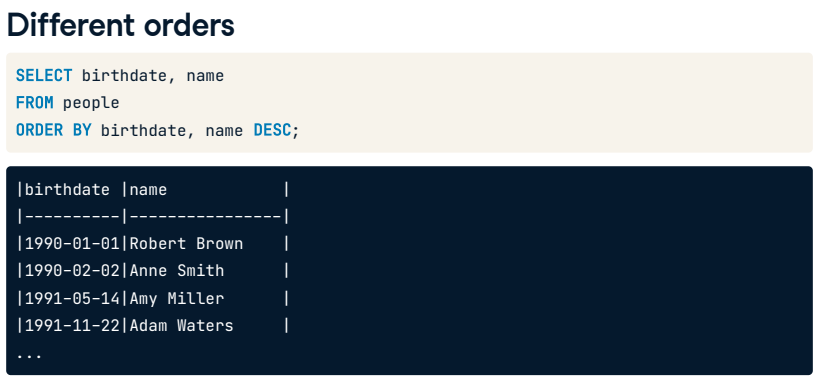 Different orders
SELECT birthdate, name
FROM people
ORDER BY birthdate, name DESC;
|birthdate |name            |
|----------|----------------|
|1990-01-01|Robert Brown    |
|1990-02-02|Anne Smith      |
|1991-05-14|Amy Miller      |
|1991-11-22|Adam Waters     |
...